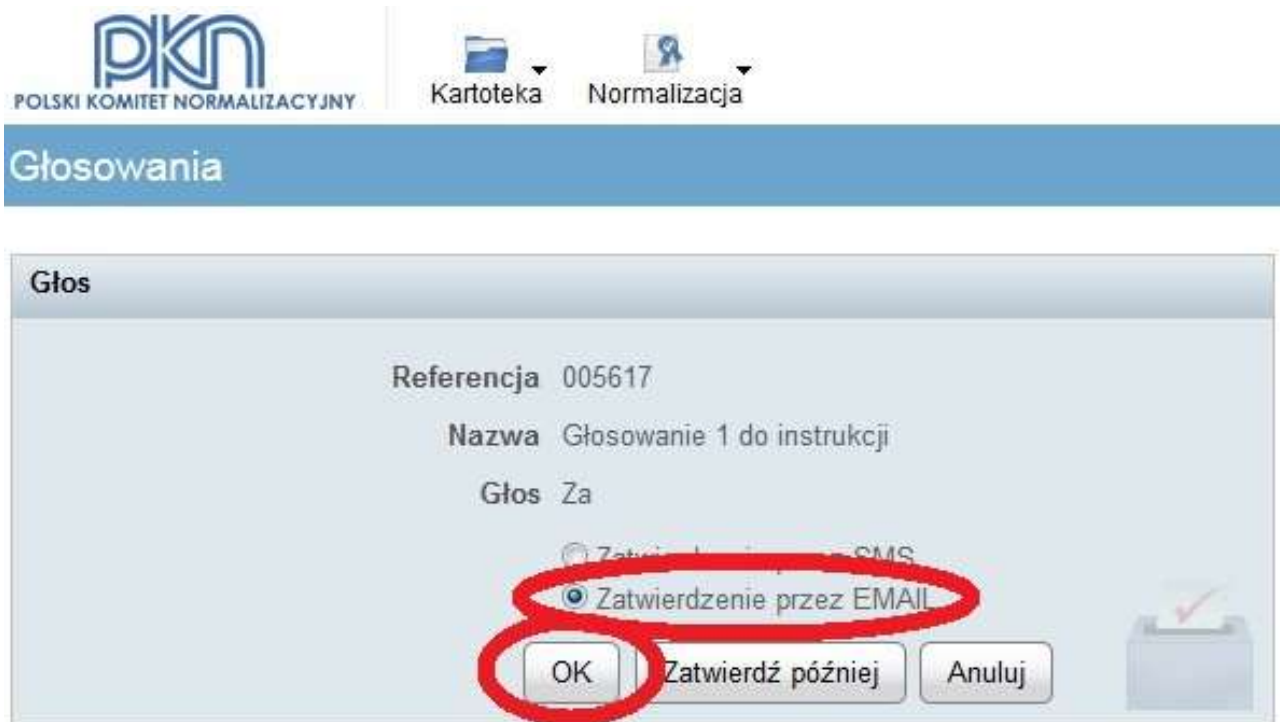 pkn
POLSKI KOMITET NORMALIZACYJNY
Kartoteka Normalizacja
Głosowania
Głos
Referencja 005617
Nazwa Głosowanie 1 do instrukcji
Głos Za
SMS
Zatwierdzenie przez EMAIL
OK Zatwierdź później Anuluj